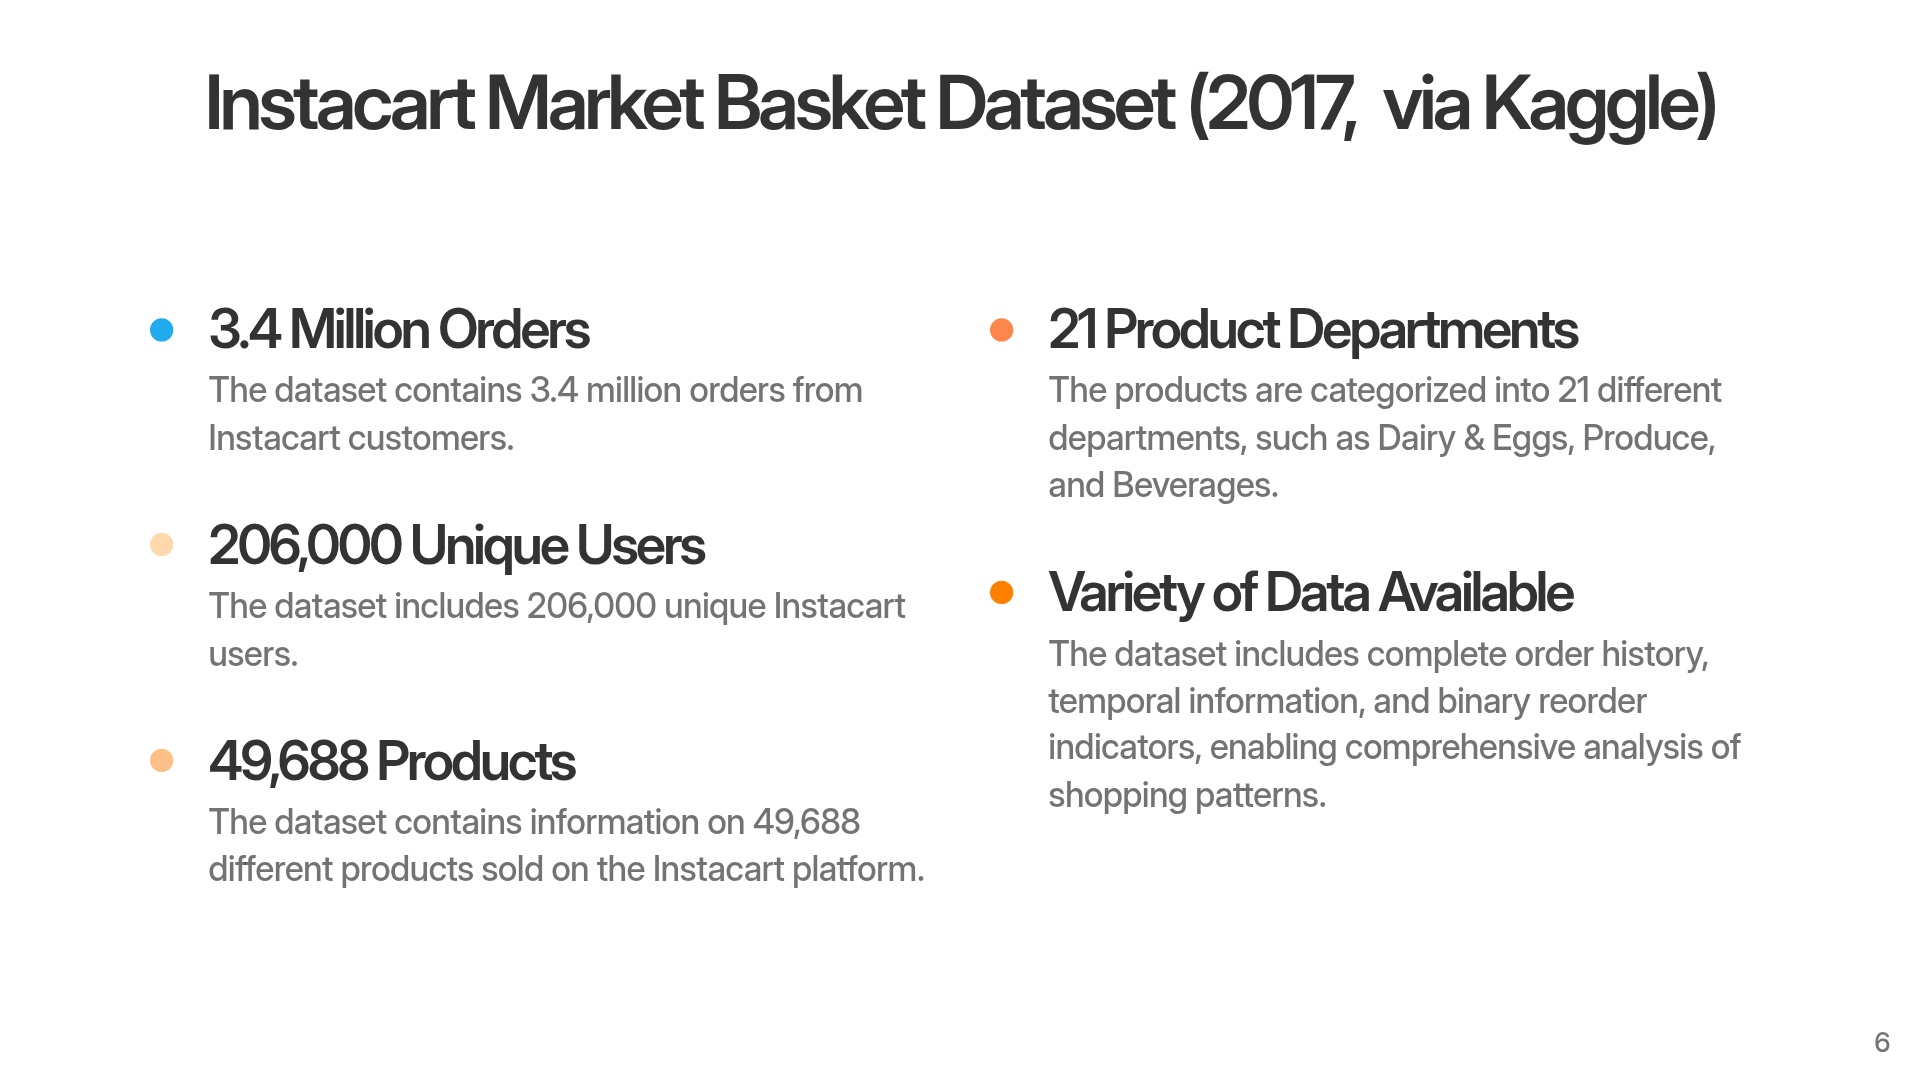 Instacart Market Basket Dataset (2017,  via Kaggle)
3.4 Million Orders
The dataset contains 3.4 million orders from
Instacart customers.
206,000 Unique Users
The dataset includes 206,000 unique Instacart
users.
49,688 Products
The dataset contains information on 49,688
different products sold on the Instacart platform.
21 Product Departments
The products are categorized into 21 different
departments, such as Dairy & Eggs, Produce,
and Beverages.
Variety of Data Available
The dataset includes complete order history,
temporal information, and binary reorder
indicators, enabling comprehensive analysis of
shopping patterns.
6